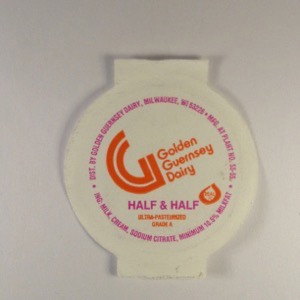 • DIST. BY GOLDEN GUERNSEY DAIRY, MILWAUKEE, WI 53226 • MFG. AT PLANT NO. 55-
Golden
Guernsey
Dairy
HALF & HALF
ULTRA-PASTEURIZED
GRADE A
ING: MILK, CREAM, SODIUM CITRATE, MINIMUM 10.5% MILKFAT